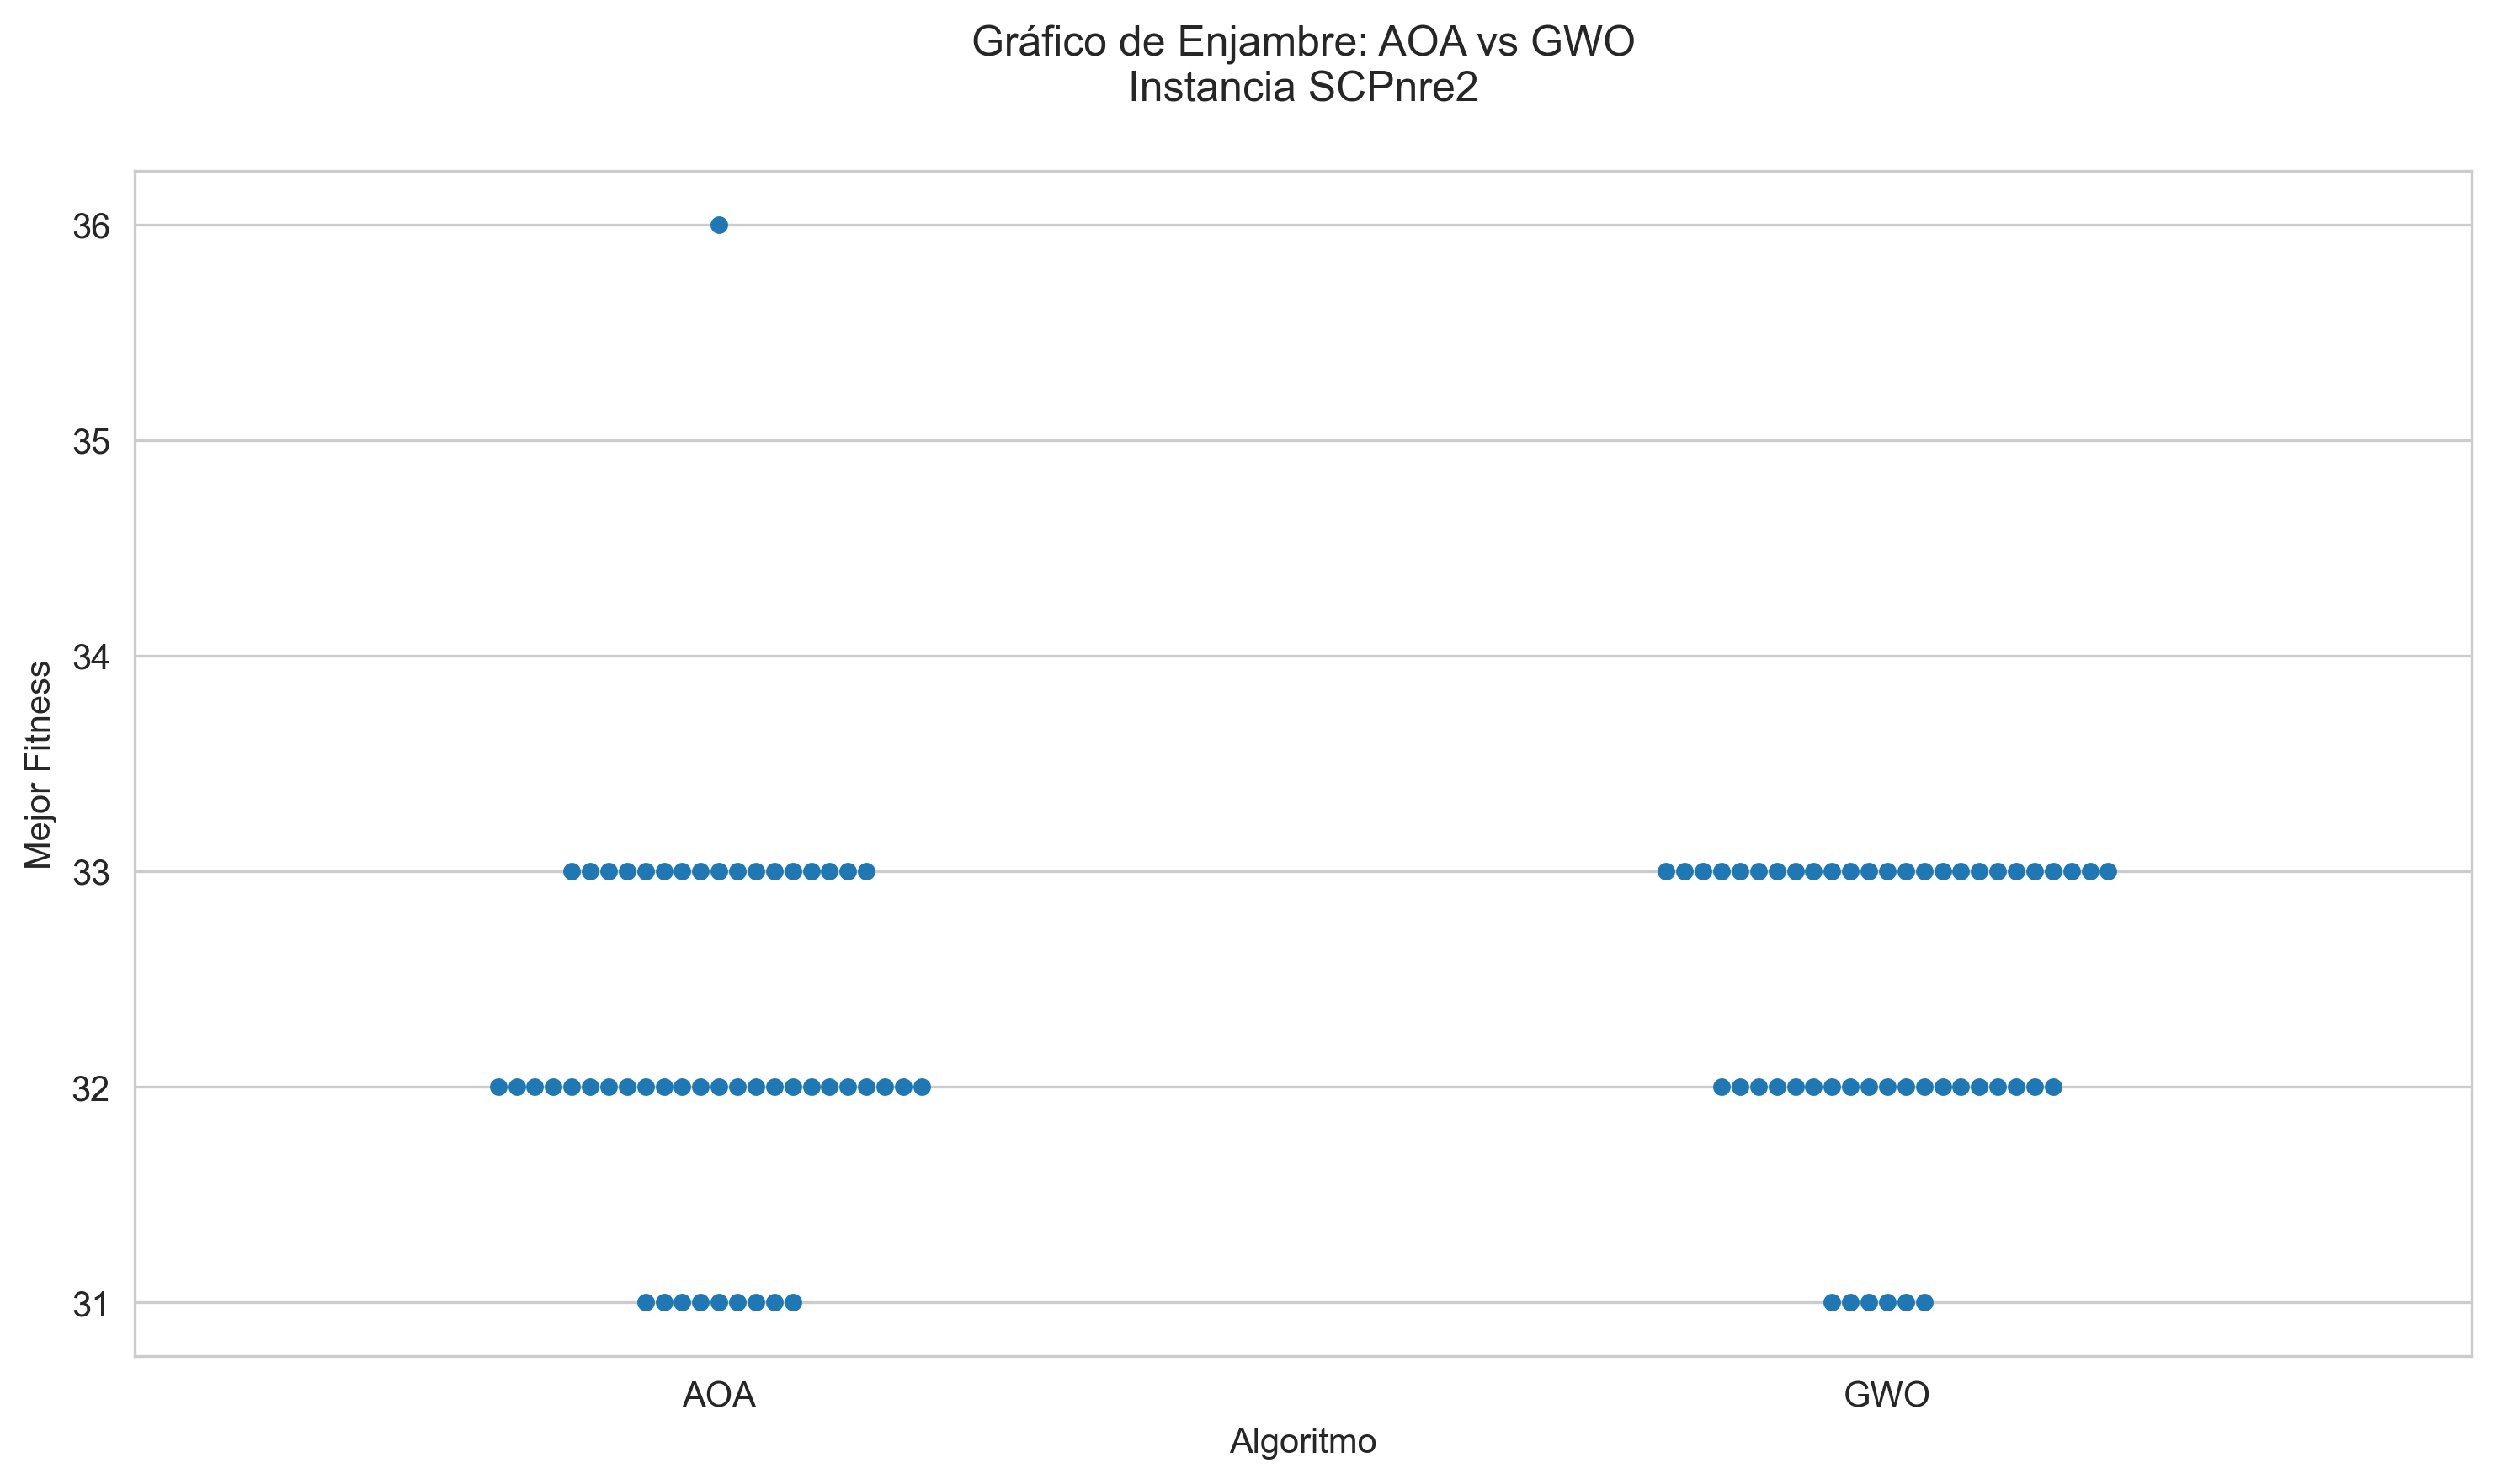 Gráfico de Enjambre: AOA vs GWO
Instancia SCPnre2
Mejor Fitness
36
35
34
33
32
31
AOA
GWO
Algoritmo